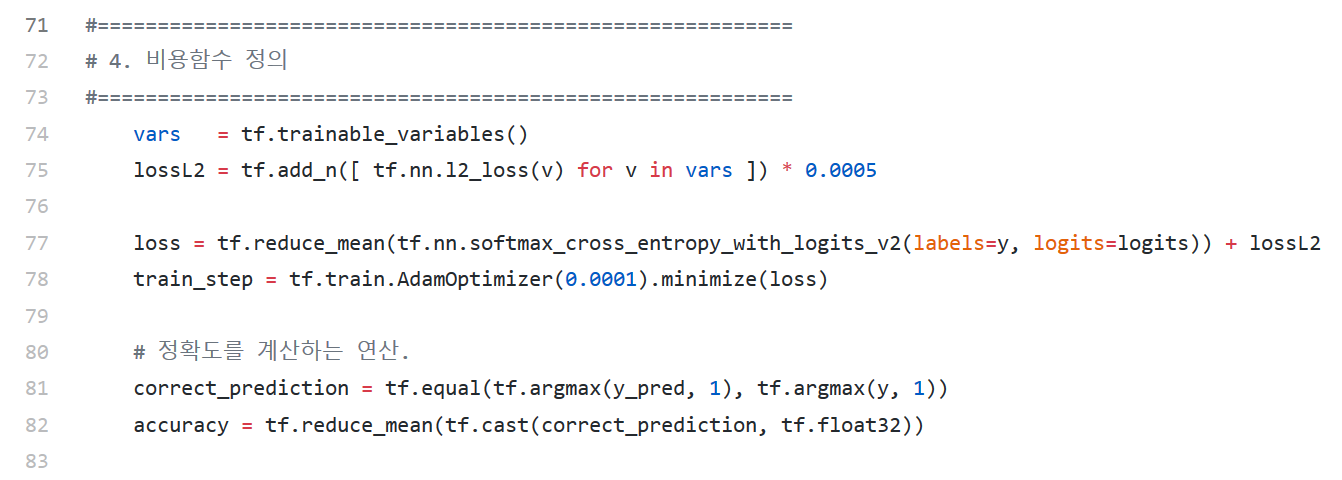 71 #==========================================================
72 # 4. 비용함수 정의
73 #==========================================================
74     vars   = tf.trainable_variables()
75     lossL2 = tf.add_n([ tf.nn.l2_loss(v) for v in vars ]) * 0.0005
76
77     loss = tf.reduce_mean(tf.nn.softmax_cross_entropy_with_logits_v2(labels=y, logits=logits)) + lossL2
78     train_step = tf.train.AdamOptimizer(0.0001).minimize(loss)
79
80     # 정확도를 계산하는 연산.
81     correct_prediction = tf.equal(tf.argmax(y_pred, 1), tf.argmax(y, 1))
82     accuracy = tf.reduce_mean(tf.cast(correct_prediction, tf.float32))
83